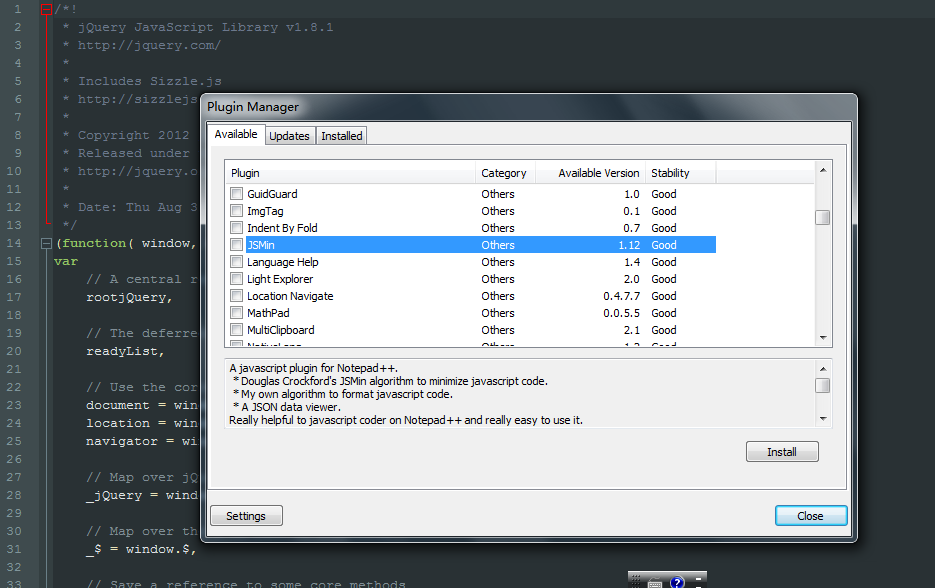 1 /*!
2 * jQuery JavaScript Library v1.8.1
3 * http://jquery.com/
4 *
5 * Includes Sizzle.js
6 * http://sizzlejs
7 *
8 * Copyright 2012
9 * Released under
10 * http://jquery.o
11 *
12 * Date: Thu Aug 3
13 */
14 (function( window,
15 var
16 // A central r
17 rootjQuery,
18
19 // The deferre
20 readyList,
21
22 // Use the cor
23 document = win
24 location = win
25 navigator = wi
26
27 // Map over jQ
28 _jQuery = wind
29
30 // Map over th
31 _$ = window.$,
32
33 // Save a reference to some core methods
Plugin Manager
Available Updates Installed
Plugin Category Available Version Stability
GuidGuard Others 1.0 Good
ImgTag Others 0.1 Good
Indent By Fold Others 0.7 Good
JSMin Others 1.12 Good
Language Help Others 1.4 Good
Light Explorer Others 2.0 Good
Location Navigate Others 0.4.7.7 Good
MathPad Others 0.0.5.5 Good
MultiClipboard Others 2.1 Good
A javascript plugin for Notepad++.
* Douglas Crockford's JSMin algorithm to minimize javascript code.
* My own algorithm to format javascript code.
* A JSON data viewer.
Really helpful to javascript coder on Notepad++ and really easy to use it.
Install
Settings Close
?